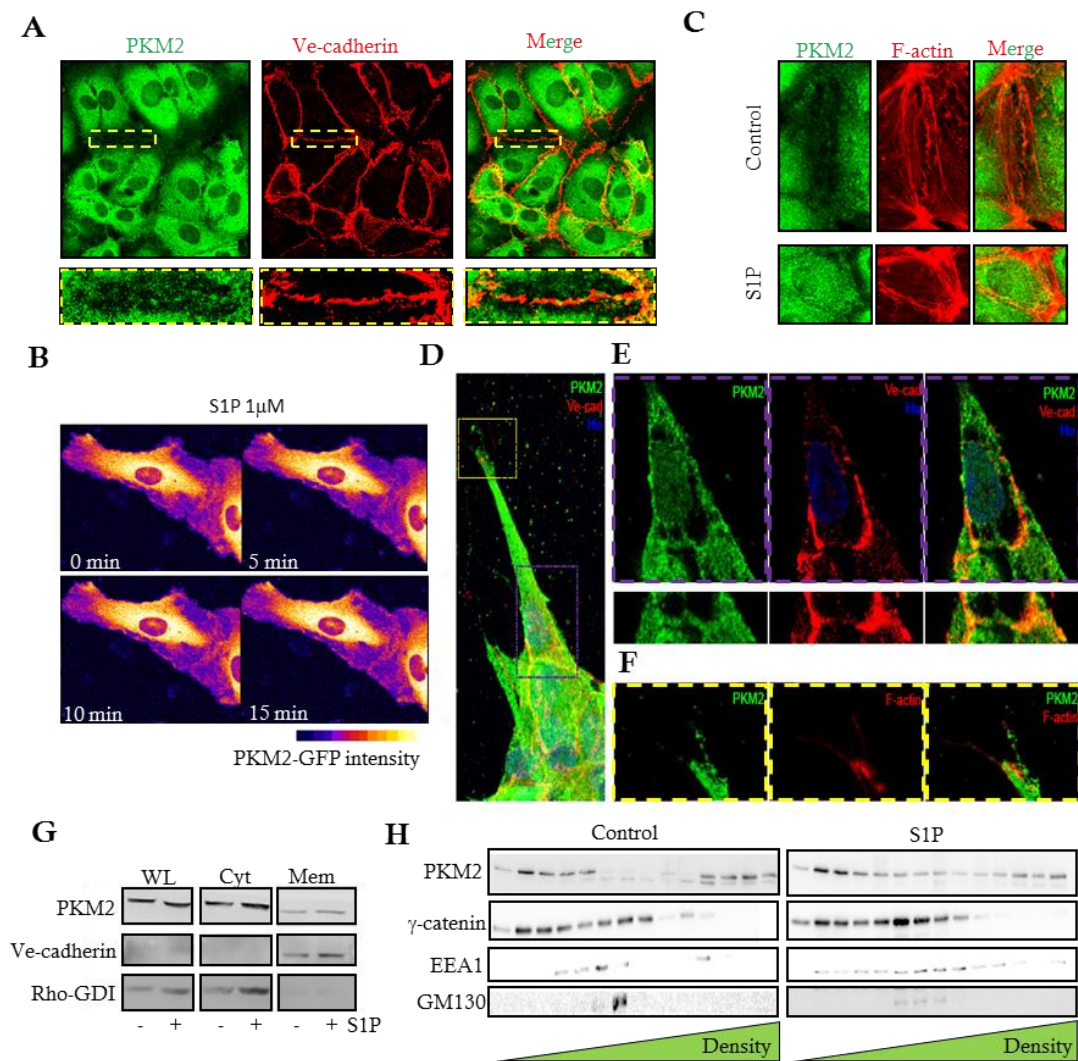 A
PKM2 Ve-cadherin Merge
B
S1P 1µM
0 min 5 min
10 min 15 min
PKM2-GFP intensity
C
PKM2 F-actin Merge
Control
S1P
D
PKM2
Ve-cad
Ho
E
PKM2 Ve-cad PKM2
Ho Ve-cad
Ho
F
PKM2 F-actin PKM2
F-actin
G
WL Cyt Mem
PKM2
Ve-cadherin
Rho-GDI
- + - + - + S1P
H
Control S1P
PKM2
γ-catenin
EEA1
GM130
Density Density